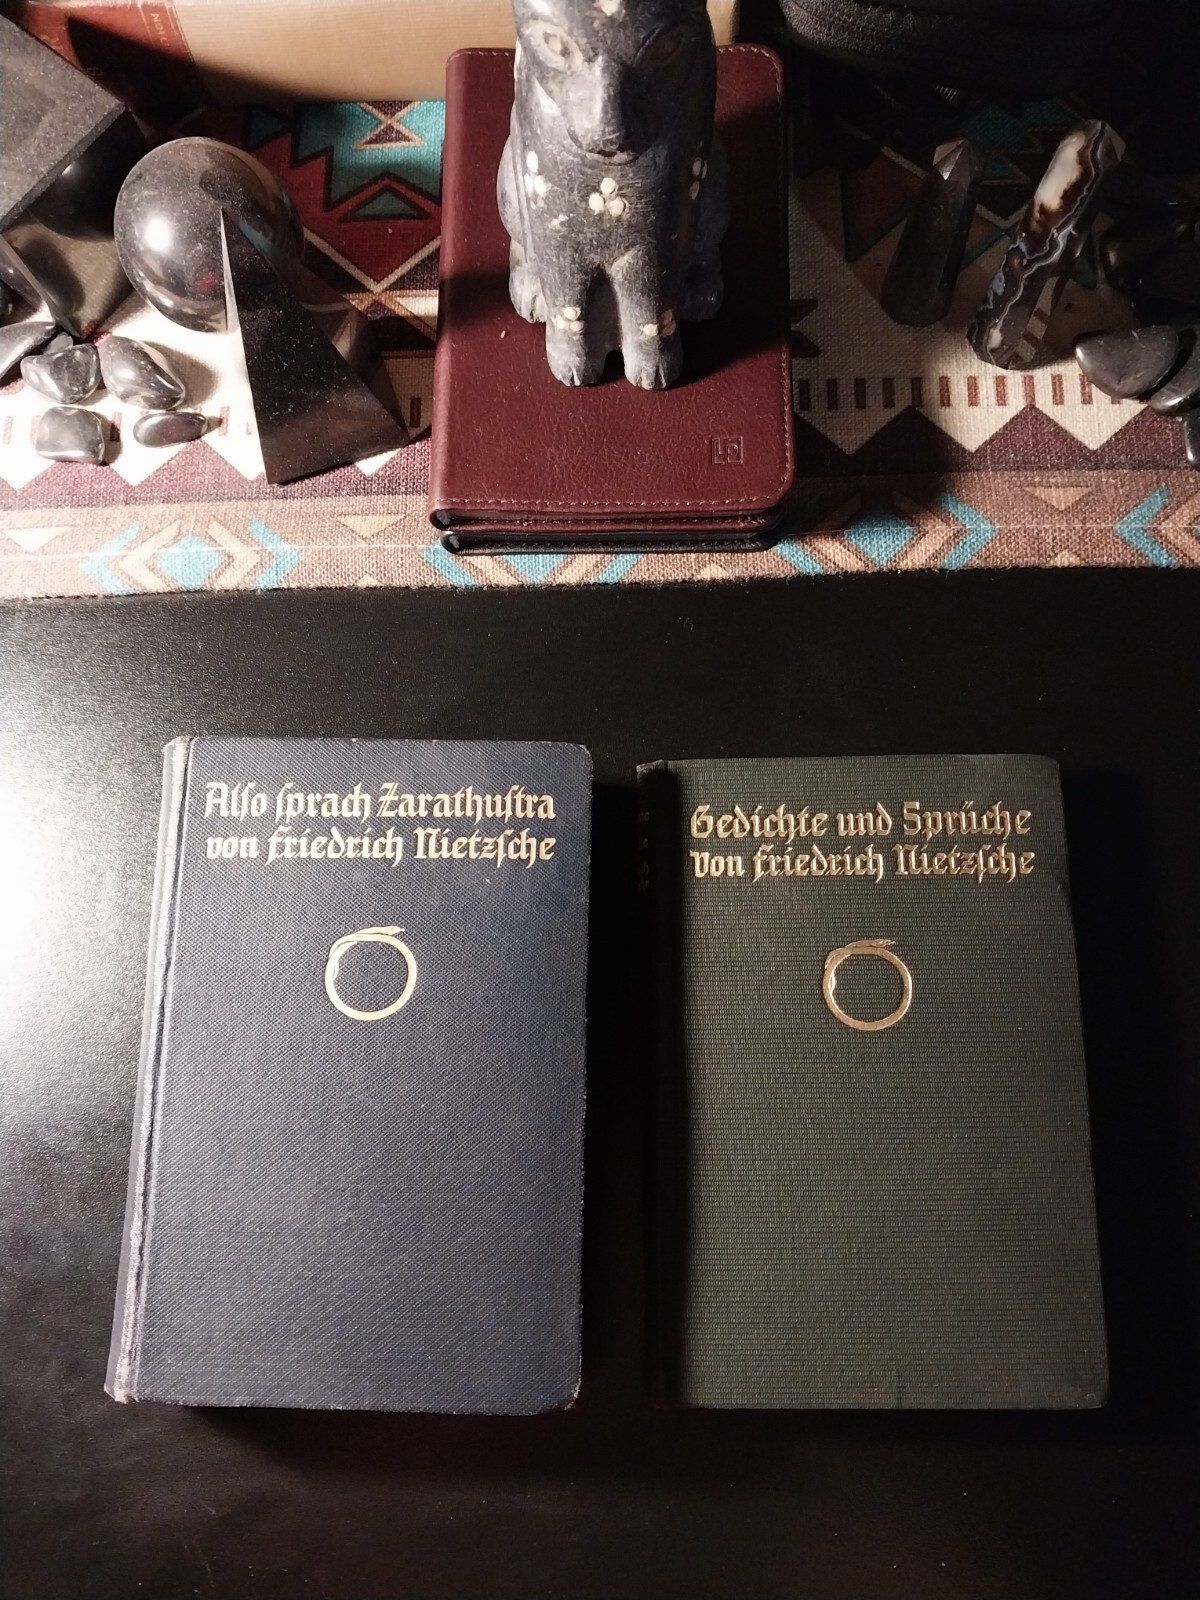 Also sprach Zarathustra
von Friedrich Nietzsche
Gedichte und Sprüche
von Friedrich Nietzsche